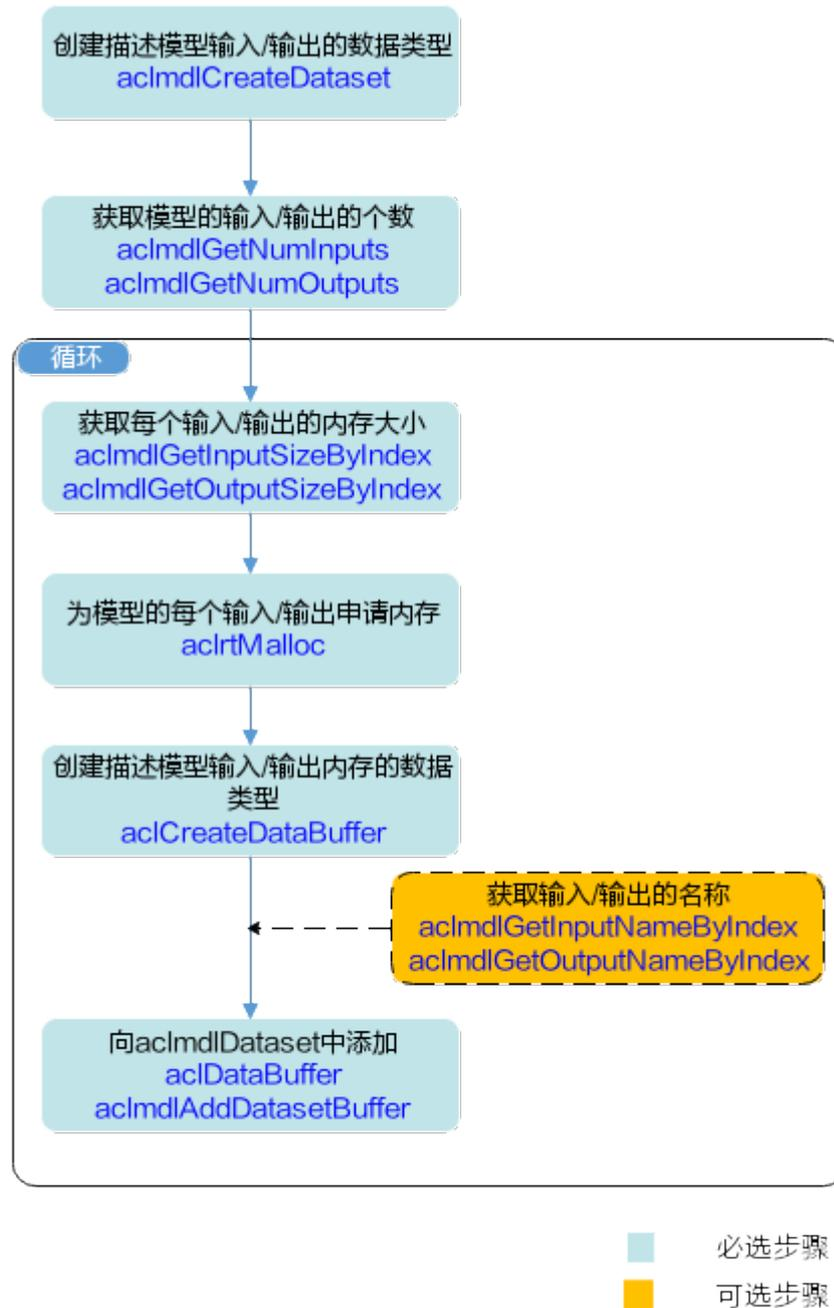 创建描述模型输入/输出的数据类型
aclmdlCreateDataset
获取模型的输入/输出的个数
aclmdlGetNumInputs
aclmdlGetNumOutputs
循环
获取每个输入/输出的内存大小
aclmdlGetInputSizeByIndex
aclmdlGetOutputSizeByIndex
为模型的每个输入/输出申请内存
aclrtMalloc
创建描述模型输入/输出内存的数据
类型
aclCreateDataBuffer
获取输入/输出的名称
aclmdlGetInputNameByIndex
aclmdlGetOutputNameByIndex
向aclmdlDataset中添加
aclDataBuffer
aclmdlAddDatasetBuffer
必选步骤
可选步骤